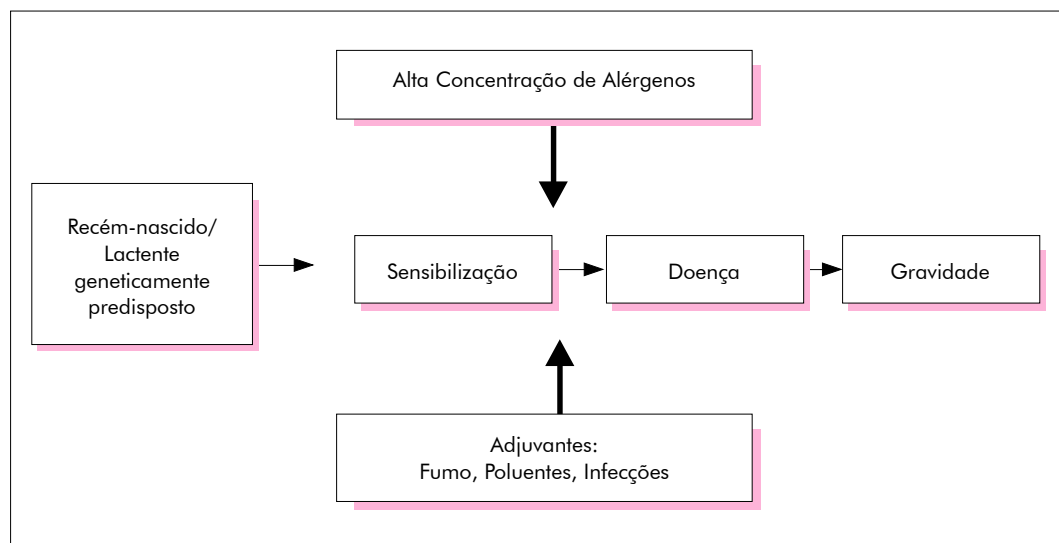 Alta Concentração de Alérgenos
Recém-nascido/
Lactente
geneticamente
predisposto
Sensibilização
Doença
Gravidade
Adjuvantes:
Fumo, Poluentes, Infecções